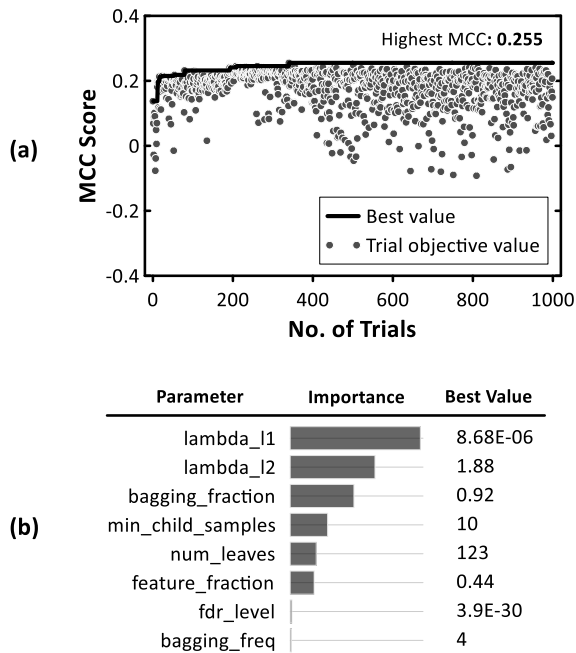 (a)
MCC Score
0.4
0.2
0
-0.2
-0.4
Highest MCC: 0.255
Best value
Trial objective value
0 200 400 600 800 1000
No. of Trials
(b)
Parameter Importance Best Value
lambda_l1 8.68E-06
lambda_l2 1.88
bagging_fraction 0.92
min_child_samples 10
num_leaves 123
feature_fraction 0.44
fdr_level 3.9E-30
bagging_freq 4